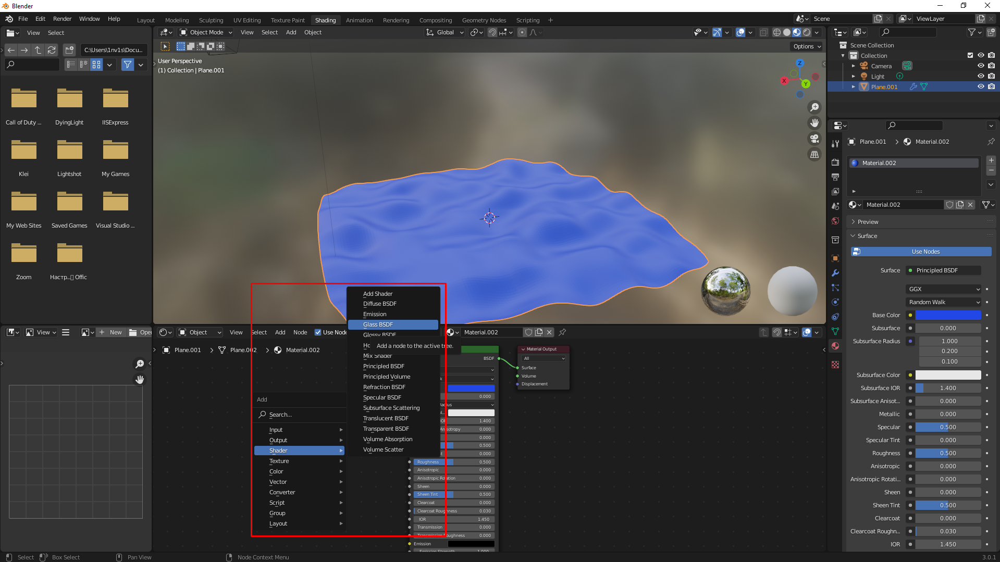 Blender
File Edit Render Window Help
Layout Modeling Sculpting UV Editing Texture Paint Shading Animation Rendering Compositing Geometry Nodes Scripting +
Scene
ViewLayer
View Select
Object Mode View Select Add Object
Global
C:\Users\1nv1s\Docu...
Options
User Perspective
(1) Collection | Plane.001
Z
X
Y
Scene Collection
Collection
Camera
Light
Plane.001
Call of Duty ...
DyingLight
IISExpress
Klei
Lightshot
My Games
My Web Sites
Saved Games
Visual Studio ...
Zoom
Настр... Offic
Plane.001 > Material.002
Material.002
Material.002
Preview
Surface
Use Nodes
Surface Principled BSDF
GGX
Random Walk
Base Color
Subsurface 0.000
Subsurface Radius 1.000
0.200
0.100
Subsurface Color
Subsurface IOR 1.400
Subsurface Anisot... 0.000
Metallic 0.000
Specular 0.500
Specular Tint 0.000
Roughness 0.500
Anisotropic 0.000
Anisotropic Rotati... 0.000
Sheen 0.000
Sheen Tint 0.500
Clearcoat 0.000
Clearcoat Roughn... 0.030
IOR 1.450
View
+ New
Open
Object View Select Add Node Use Node
Material.002
Plane.001 > Plane.002 > Material.002
Add
Search...
Input
Output
Shader
Texture
Color
Vector
Converter
Script
Group
Layout
Add Shader
Diffuse BSDF
Emission
Glass BSDF
Glossy BSDF
Ho
Add a node to the active tree.
Mix Shader
Principled BSDF
Principled Volume
Refraction BSDF
Specular BSDF
Subsurface Scattering
Translucent BSDF
Transparent BSDF
Volume Absorption
Volume Scatter
BSDF
0.000
Radius
1.400
Anisotropy 0.000
0.000
0.500
0.000
Roughness 0.500
Anisotropic 0.000
Anisotropic Rotation 0.000
Sheen 0.000
Sheen Tint 0.500
Clearcoat 0.000
Clearcoat Roughness 0.030
IOR 1.450
Transmission 0.000
Transmission Roughness 0.000
Emission
Emission Strength 1.000
Material Output
All
Surface
Volume
Displacement
Select
Box Select
Pan View
Node Context Menu
3.0.1